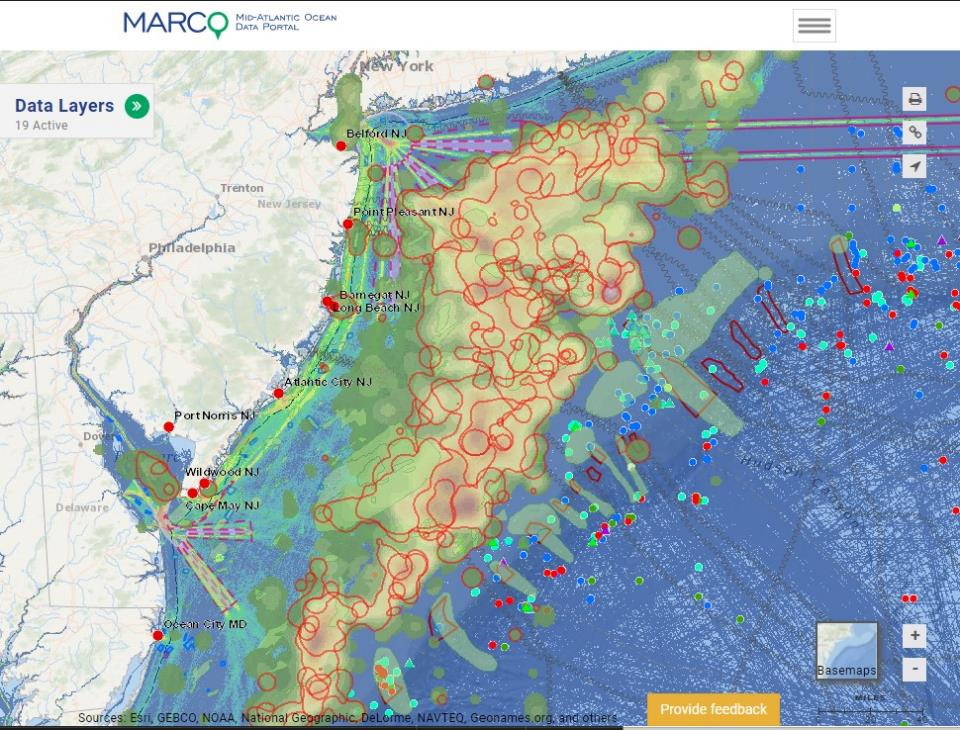 MARCO MID-ATLANTIC OCEAN
DATA PORTAL
New York
Data Layers
19 Active
Belford NJ
Trenton
New Jersey
Point Pleasant NJ
Philadelphia
Barnegat NJ
Long Beach NJ
Atlantic City NJ
Port Norris NJ
Dover
Wildwood NJ
Cape May NJ
Delaware
Ocean City MD
Basemaps
+
-
MILES
Sources: Esri, GEBCO, NOAA, National Geographic, DeLorme, NAVTEQ, Geonames.org, and others
Provide feedback